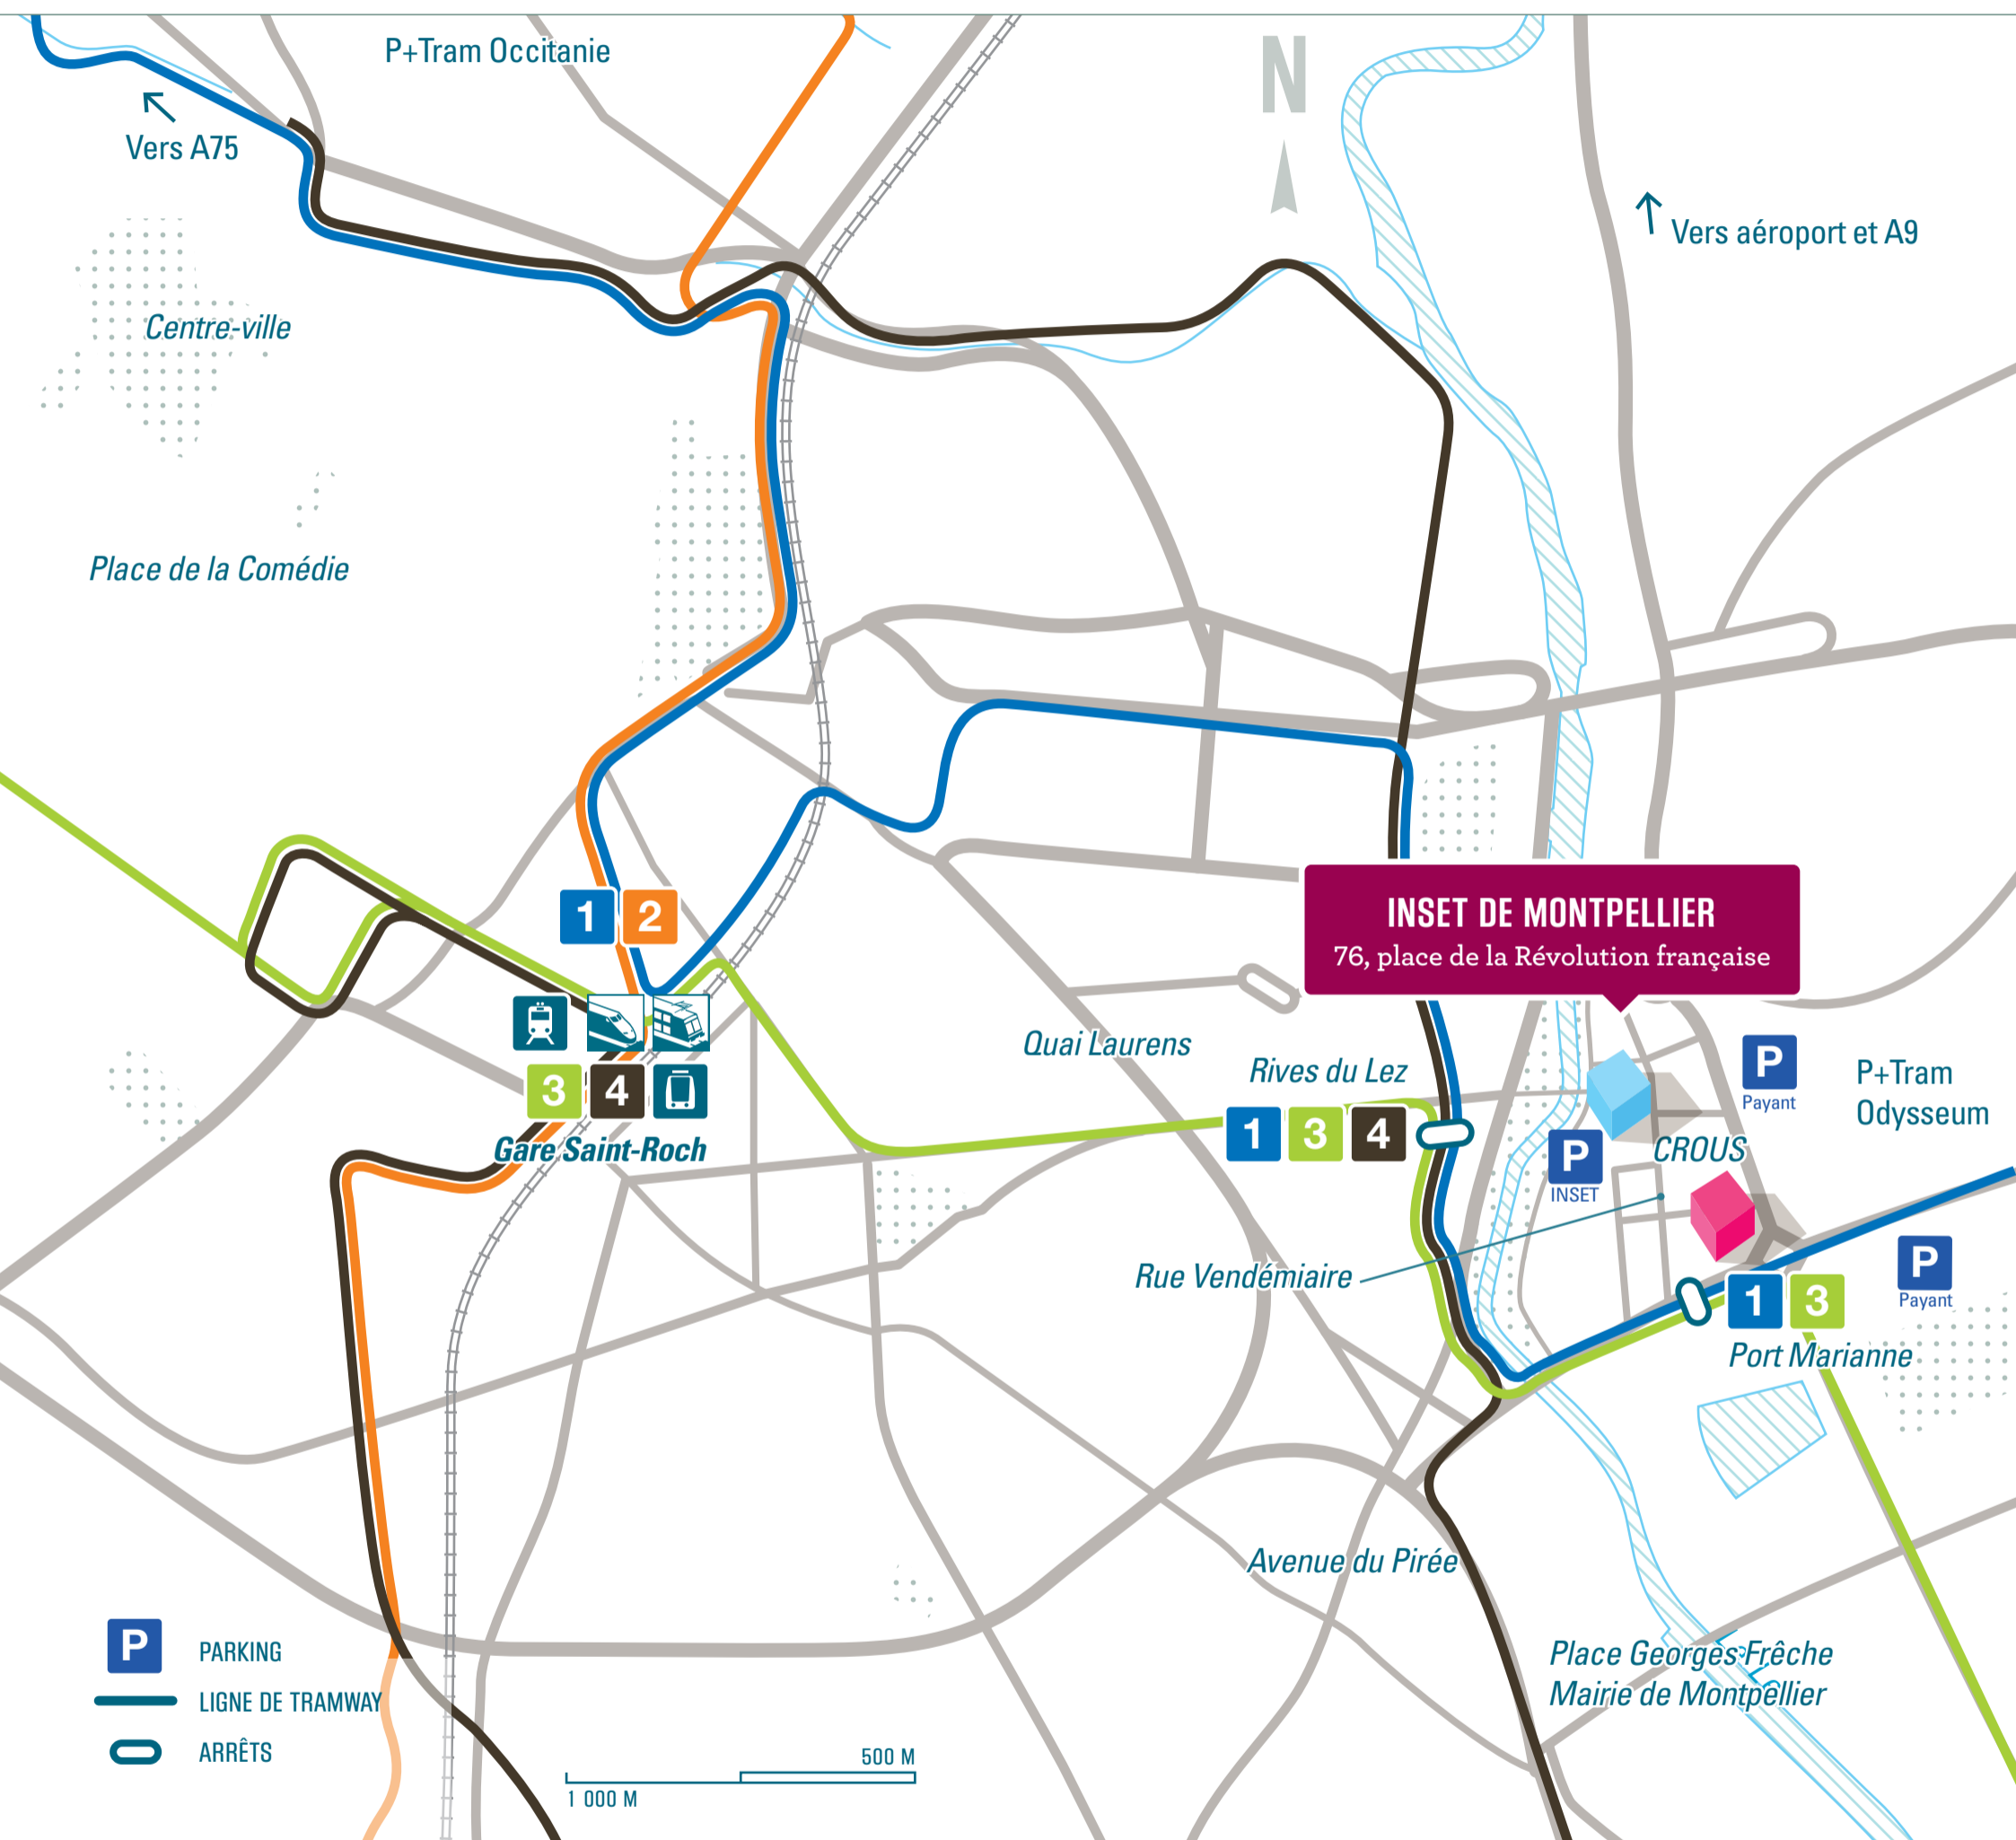 P+Tram Occitanie
N
Vers A75
Vers aéroport et A9
Centre-ville
Place de la Comédie
1 2
INSET DE MONTPELLIER
76, place de la Révolution française
Quai Laurens
Rives du Lez
1 3 4
P
Payant
P+Tram
Odysseum
3 4
Gare Saint-Roch
CROUS
P
INSET
Rue Vendémiaire
P
Payant
1 3
Port Marianne
Avenue du Pirée
Place Georges Frêche
Mairie de Montpellier
P PARKING
LIGNE DE TRAMWAY
ARRÊTS
500 M
1 000 M